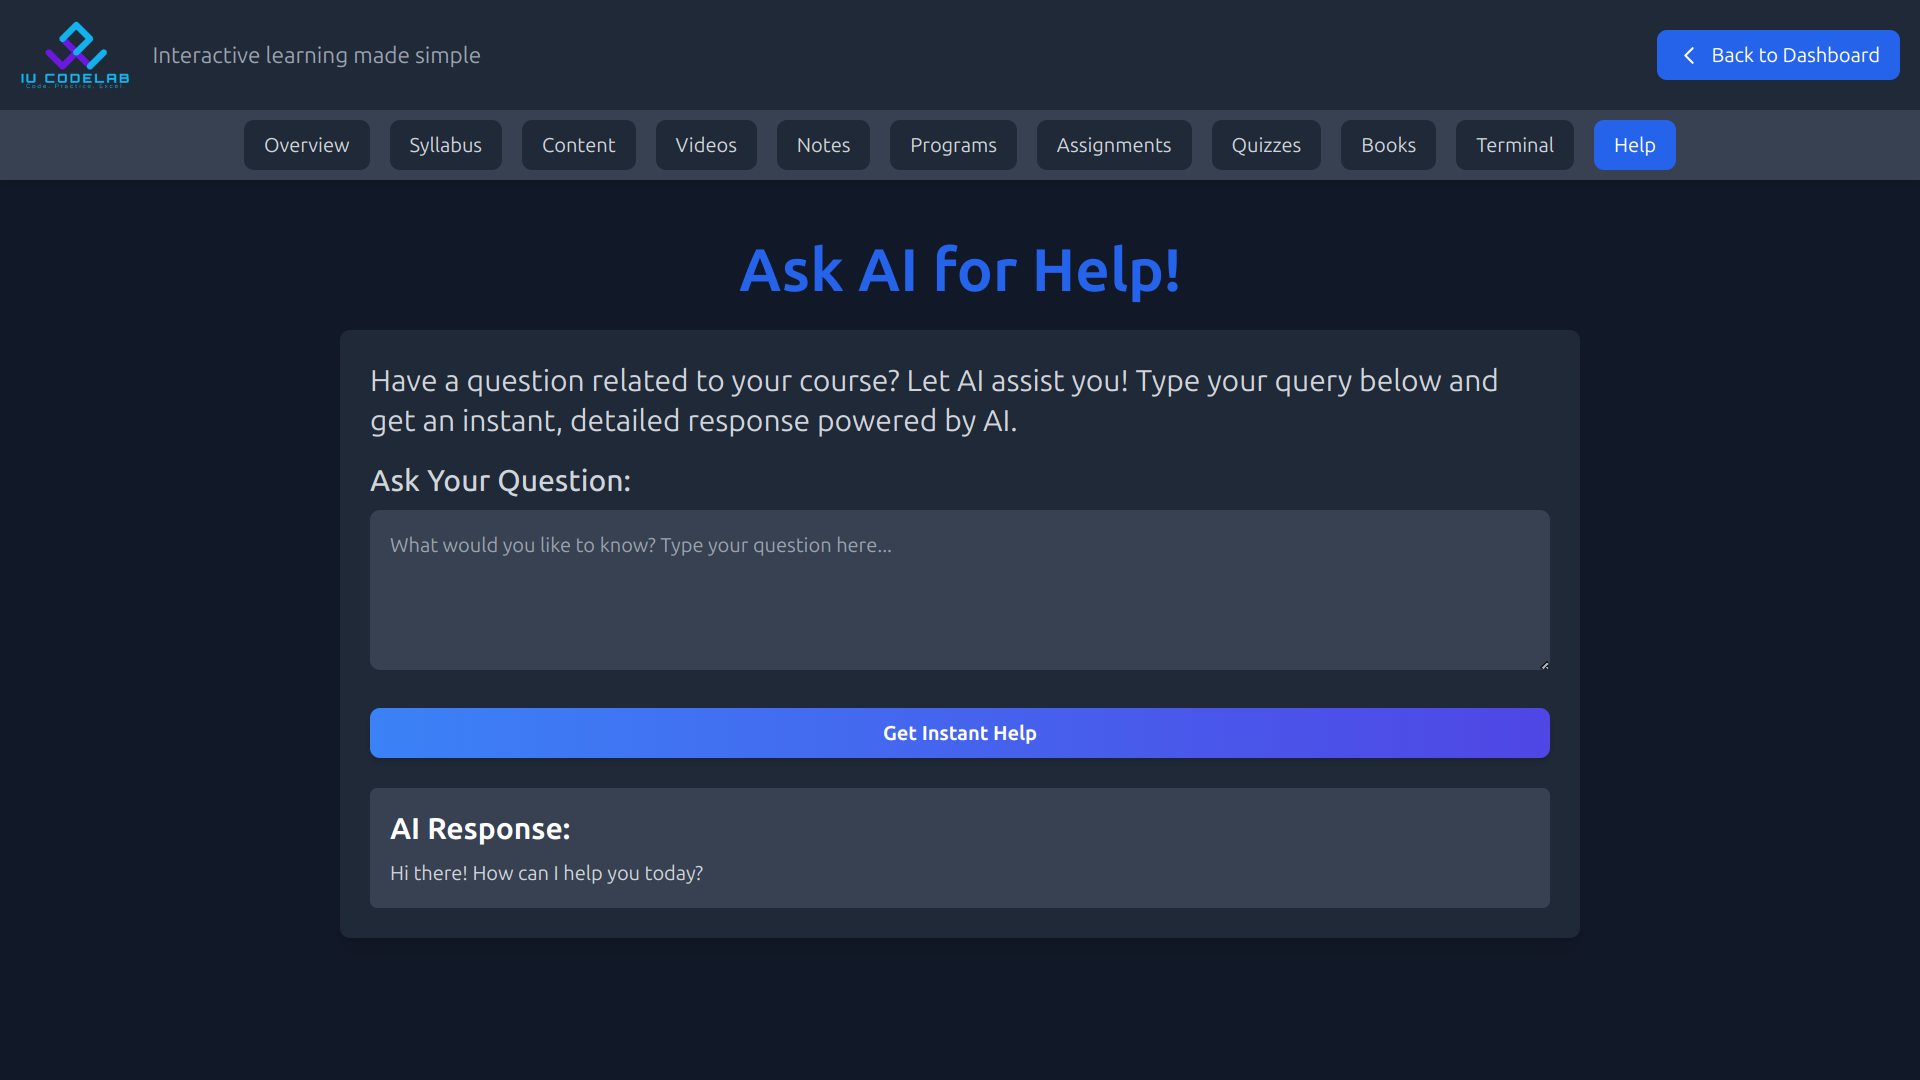 IU CODELAB
Code. Practice. Excel.
Interactive learning made simple
Back to Dashboard
Overview
Syllabus
Content
Videos
Notes
Programs
Assignments
Quizzes
Books
Terminal
Help
Ask AI for Help!
Have a question related to your course? Let AI assist you! Type your query below and
get an instant, detailed response powered by AI.
Ask Your Question:
What would you like to know? Type your question here...
Get Instant Help
AI Response:
Hi there! How can I help you today?